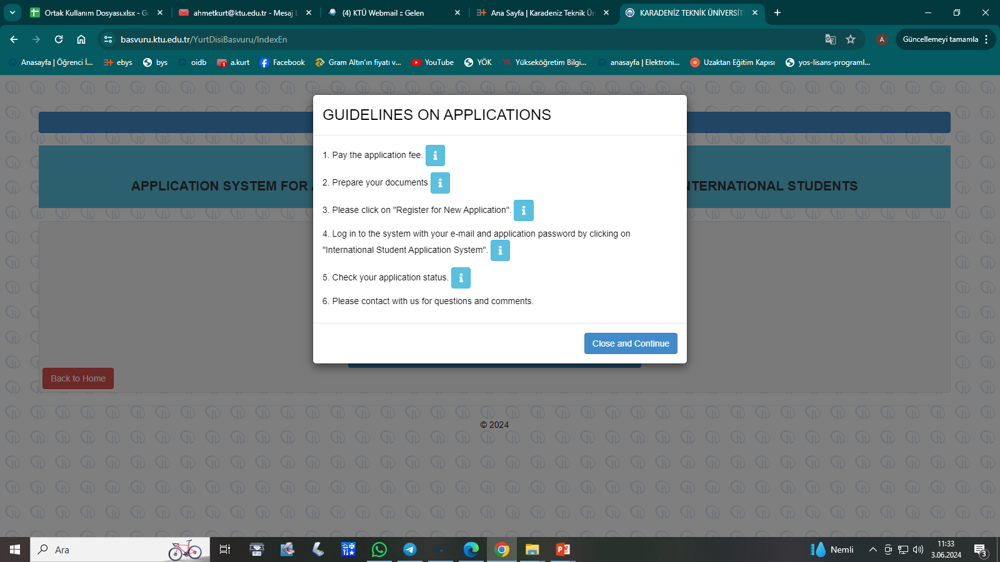 Ortak Kullanım Dosyası.xlsx - G
ahmetkurt@ktu.edu.tr - Mesaj
(4) KTÜ Webmail :: Gelen
Ana Sayfa | Karadeniz Teknik Ün
KARADENİZ TEKNİK ÜNİVERSİT
basvuru.ktu.edu.tr/YurtDisiBasvuru/IndexEn
A
Güncellemeyi tamamla
Anasayfa | Öğrenci İ...
ebys
bys
oidb
a.kurt
Facebook
Gram Altın'ın fiyatı v...
YouTube
YÖK
Yükseköğretim Bilgi...
anasayfa | Elektroni...
Uzaktan Eğitim Kapısı
yos-lisans-programl...
GUIDELINES ON APPLICATIONS
1. Pay the application fee.
2. Prepare your documents
APPLICATION SYSTEM FOR
NTERNATIONAL STUDENTS
3. Please click on "Register for New Application".
4. Log in to the system with your e-mail and application password by clicking on
"International Student Application System".
5. Check your application status.
6. Please contact with us for questions and comments.
Close and Continue
Back to Home
© 2024
Ara
Nemli
11:33
3.06.2024
3